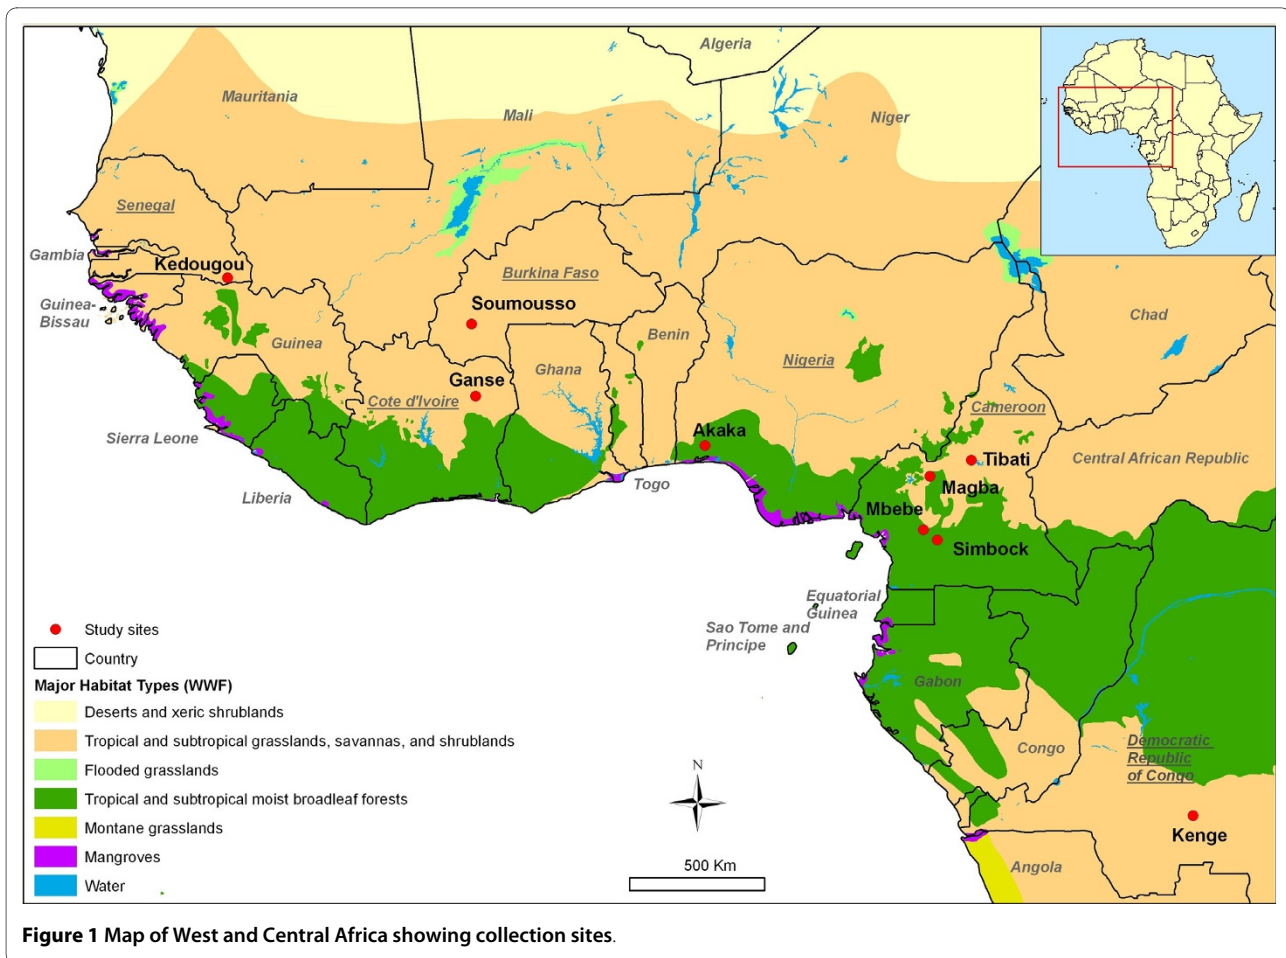 Algeria
Mauritania
Mali
Niger
Senegal
Gambia
Kedougou
Guinea-
Bissau
Burkina Faso
Soumousso
Benin
Chad
Guinea
Ghana
Nigeria
Ganse
Cote d'Ivoire
Cameroon
Sierra Leone
Akaka
Tibati
Central African Republic
Magba
Liberia
Togo
Mbebe
Simbock
Equatorial
Guinea
Sao Tome and
Principe
Gabon
Congo
Democratic
Republic
of Congo
Kenge
Angola
Study sites
Country
Major Habitat Types (WWF)
Deserts and xeric shrublands
Tropical and subtropical grasslands, savannas, and shrublands
Flooded grasslands
Tropical and subtropical moist broadleaf forests
Montane grasslands
Mangroves
Water
N
500 Km
Figure 1 Map of West and Central Africa showing collection sites.